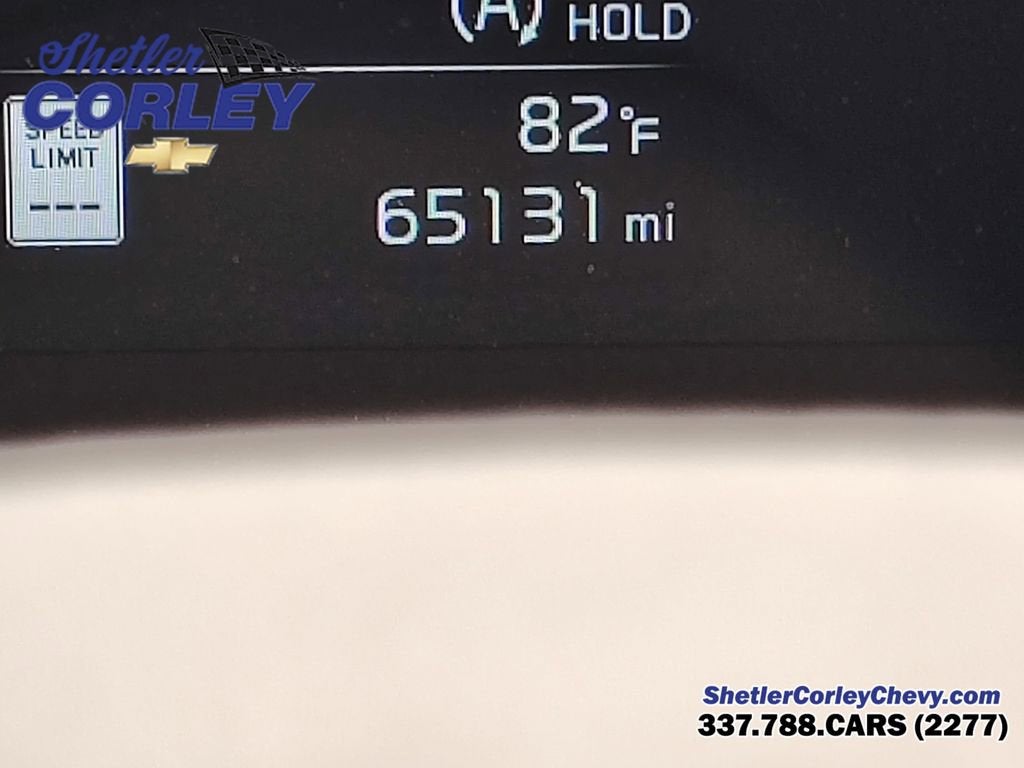 (A) HOLD
Shetler
CORLEY
SPEED
LIMIT
---
82°F
65131 mi
ShetlerCorleyChevy.com
337.788.CARS (2277)